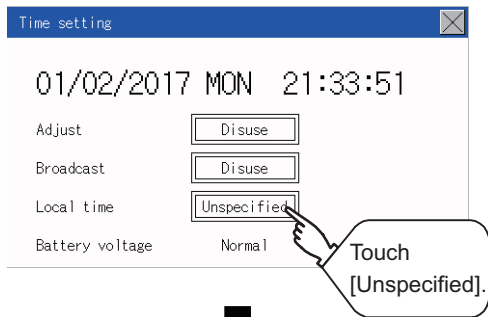 Time setting
01/02/2017 MON 21:33:51
Adjust Disuse
Broadcast Disuse
Local time Unspecified
Battery voltage Normal
Touch
[Unspecified].